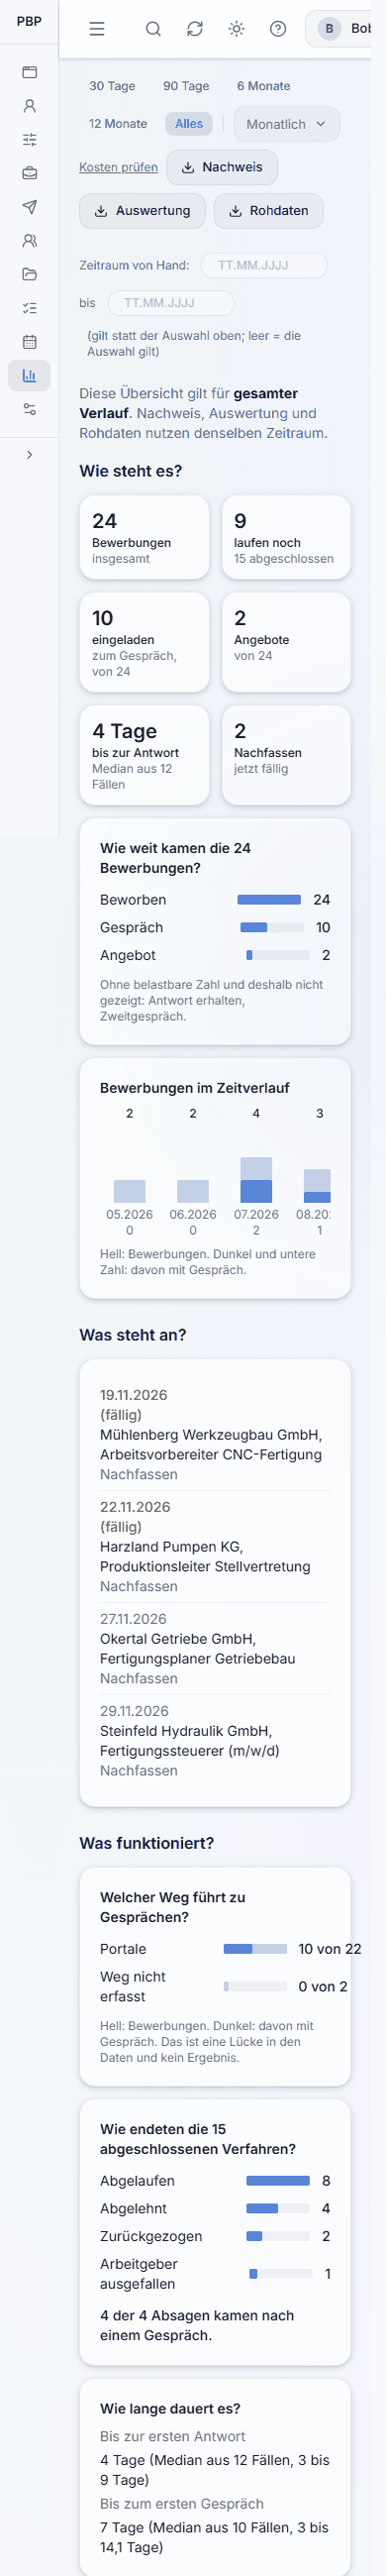 PBP
B Bob
30 Tage 90 Tage 6 Monate
12 Monate Alles Monatlich
Kosten prüfen Nachweis
Auswertung Rohdaten
Zeitraum von Hand: TT.MM.JJJJ
bis TT.MM.JJJJ
(gilt statt der Auswahl oben; leer = die
Auswahl gilt)
Diese Übersicht gilt für gesamter
Verlauf. Nachweis, Auswertung und
Rohdaten nutzen denselben Zeitraum.
Wie steht es?
24
Bewerbungen
insgesamt
9
laufen noch
15 abgeschlossen
10
eingeladen
zum Gespräch,
von 24
2
Angebote
von 24
4 Tage
bis zur Antwort
Median aus 12
Fällen
2
Nachfassen
jetzt fällig
Wie weit kamen die 24
Bewerbungen?
Beworben 24
Gespräch 10
Angebot 2
Ohne belastbare Zahl und deshalb nicht
gezeigt: Antwort erhalten,
Zweitgespräch.
Bewerbungen im Zeitverlauf
2 2 4 3
05.2026 06.2026 07.2026 08.202
0 0 2 1
Hell: Bewerbungen. Dunkel und untere
Zahl: davon mit Gespräch.
Was steht an?
19.11.2026
(fällig)
Mühlenberg Werkzeugbau GmbH,
Arbeitsvorbereiter CNC-Fertigung
Nachfassen
22.11.2026
(fällig)
Harzland Pumpen KG,
Produktionsleiter Stellvertretung
Nachfassen
27.11.2026
Okertal Getriebe GmbH,
Fertigungsplaner Getriebebau
Nachfassen
29.11.2026
Steinfeld Hydraulik GmbH,
Fertigungssteuerer (m/w/d)
Nachfassen
Was funktioniert?
Welcher Weg führt zu
Gesprächen?
Portale 10 von 22
Weg nicht
erfasst 0 von 2
Hell: Bewerbungen. Dunkel: davon mit
Gespräch. Das ist eine Lücke in den
Daten und kein Ergebnis.
Wie endeten die 15
abgeschlossenen Verfahren?
Abgelaufen 8
Abgelehnt 4
Zurückgezogen 2
Arbeitgeber
ausgefallen 1
4 der 4 Absagen kamen nach
einem Gespräch.
Wie lange dauert es?
Bis zur ersten Antwort
4 Tage (Median aus 12 Fällen, 3 bis
9 Tage)
Bis zum ersten Gespräch
7 Tage (Median aus 10 Fällen, 3 bis
14,1 Tage)